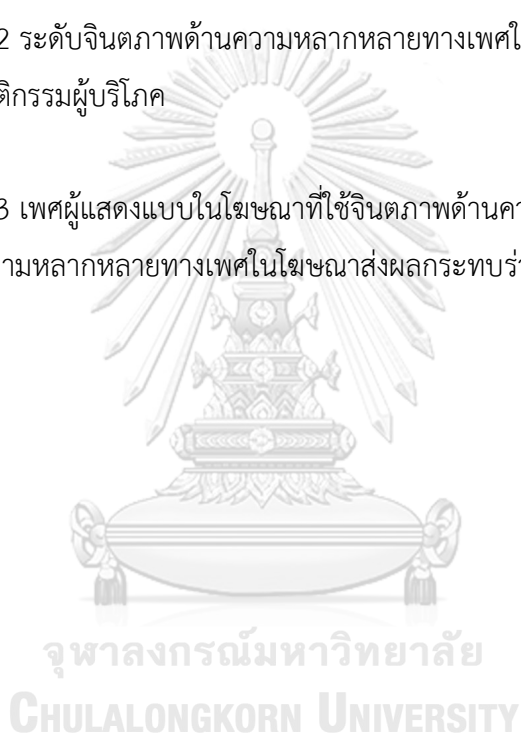 2 ระดับจินตภาพด้านความหลากหลายทางเพศใ
ติกรรมผู้บริโภค
3 เพศผู้แสดงแบบในโฆษณาที่ใช้จินตภาพด้านคว
ามหลากหลายทางเพศในโฆษณาส่งผลกระทบร่ว
จุฬาลงกรณ์มหาวิทยาลัย
CHULALONGKORN UNIVERSITY